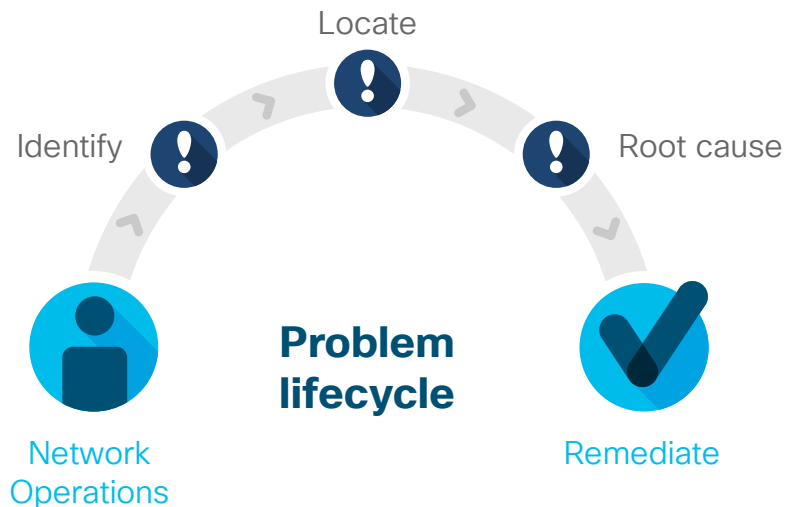 Locate
Identify
Root cause
Problem
lifecycle
Network
Operations
Remediate